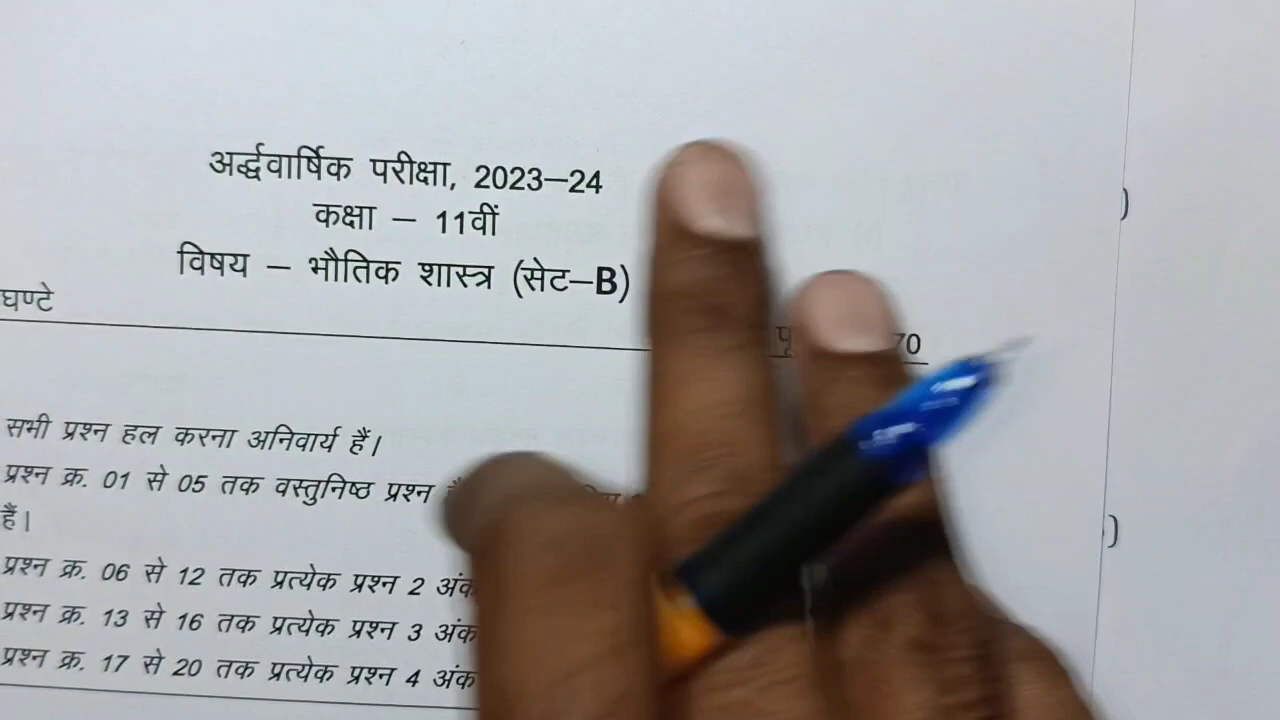 अर्द्धवार्षिक परीक्षा, 2023–24
कक्षा – 11वीं
विषय – भौतिक शास्त्र (सेट–B)
घण्टे 70
सभी प्रश्न हल करना अनिवार्य हैं।
प्रश्न क्र. 01 से 05 तक वस्तुनिष्ठ प्रश्न
हैं।
प्रश्न क्र. 06 से 12 तक प्रत्येक प्रश्न 2 अंक
प्रश्न क्र. 13 से 16 तक प्रत्येक प्रश्न 3 अंक
प्रश्न क्र. 17 से 20 तक प्रत्येक प्रश्न 4 अंक